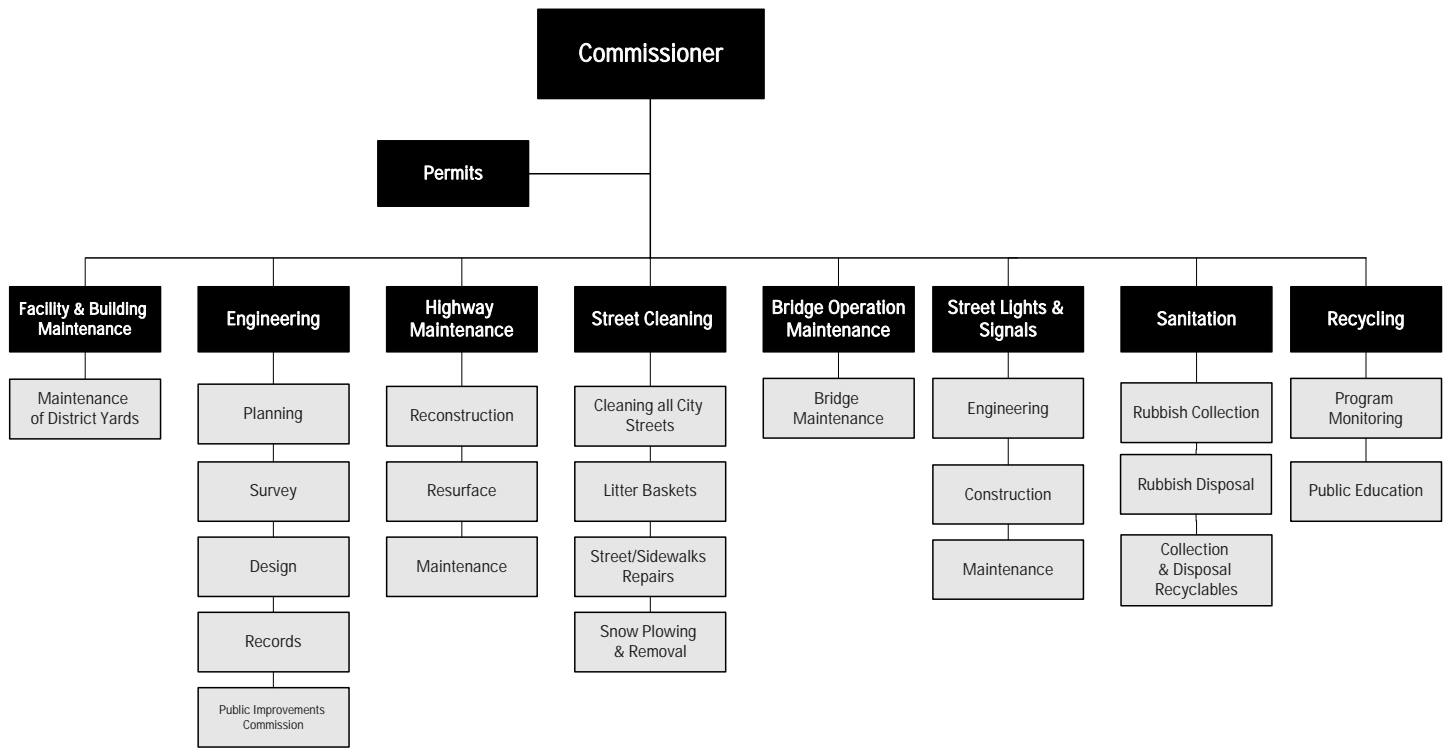 Commissioner
Permits
Facility & Building
Maintenance
Engineering
Highway
Maintenance
Street Cleaning
Bridge Operation
Maintenance
Street Lights &
Signals
Sanitation
Recycling
Maintenance
of District Yards
Planning
Survey
Design
Records
Public Improvements
Commission
Reconstruction
Resurface
Maintenance
Cleaning all City
Streets
Litter Baskets
Street/Sidewalks
Repairs
Snow Plowing
& Removal
Bridge
Maintenance
Engineering
Construction
Maintenance
Rubbish Collection
Rubbish Disposal
Collection
& Disposal
Recyclables
Program
Monitoring
Public Education